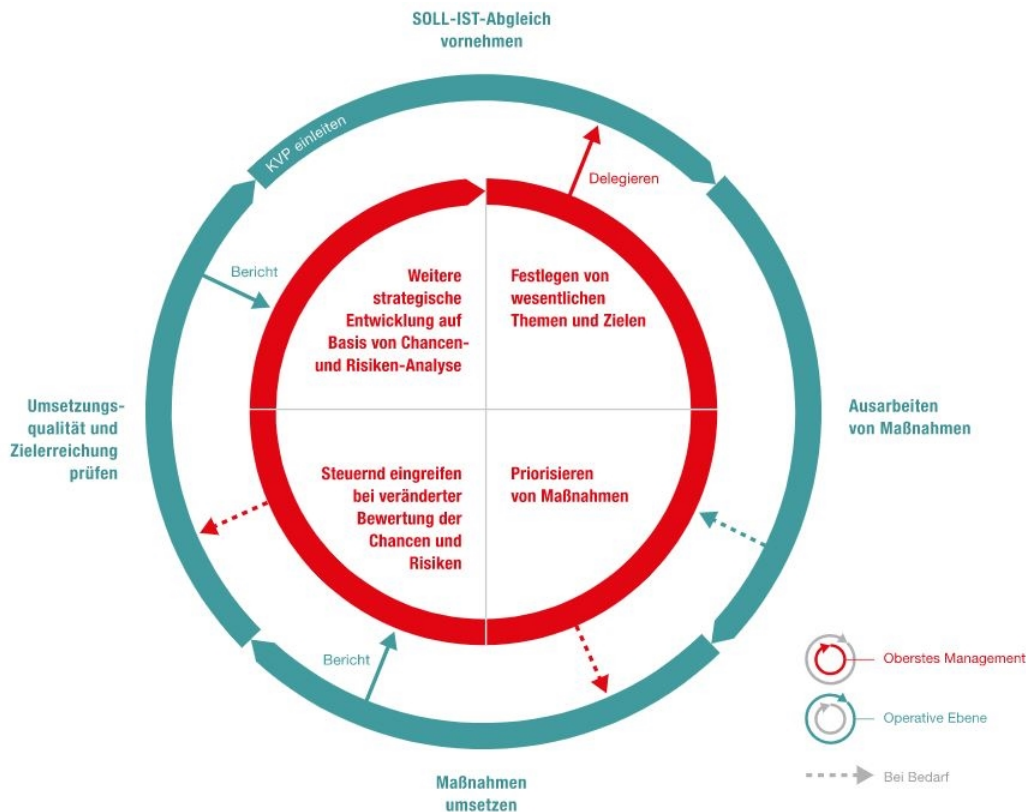 SOLL-IST-Abgleich
vornehmen
KVP einleiten
Delegieren
Bericht
Weitere
strategische
Entwicklung auf
Basis von Chancen-
und Risiken-Analyse
Festlegen von
wesentlichen
Themen und Zielen
Umsetzungs-
qualität und
Zielerreichung
prüfen
Ausarbeiten
von Maßnahmen
Steuernd eingreifen
bei veränderter
Bewertung der
Chancen und
Risiken
Priorisieren
von Maßnahmen
Bericht
Oberstes Management
Operative Ebene
Bei Bedarf
Maßnahmen
umsetzen